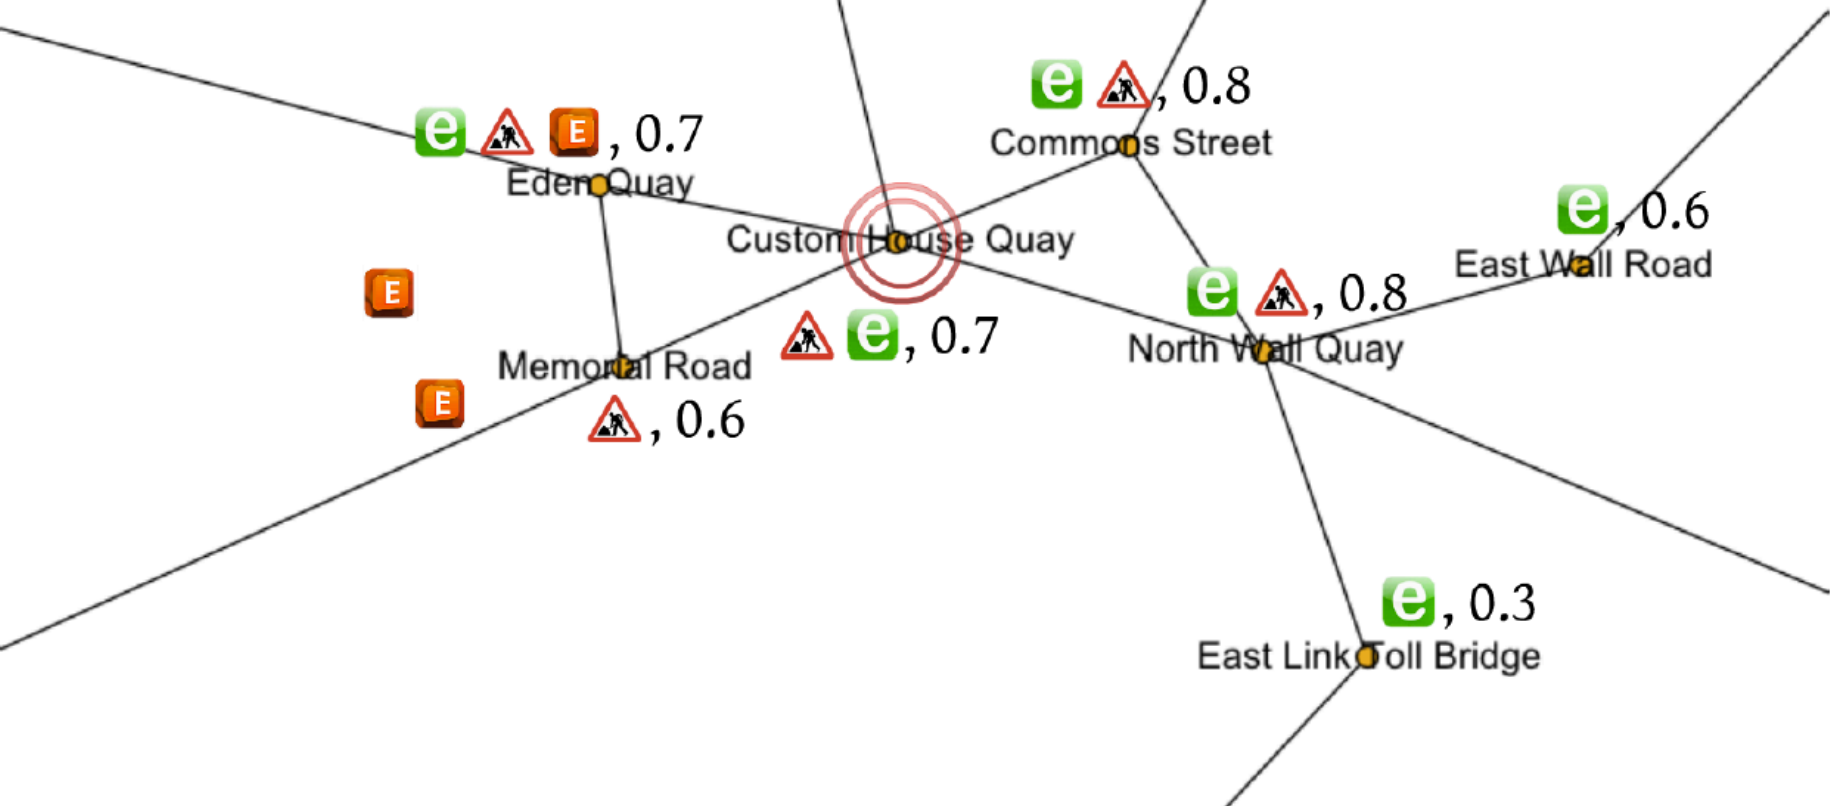 e , 0.8
Commons Street
e E , 0.7
Eden Quay
e , 0.6
East Wall Road
Custom House Quay
E
e , 0.8
North Wall Quay
e , 0.7
Memorial Road
E
, 0.6
e , 0.3
East Link Toll Bridge